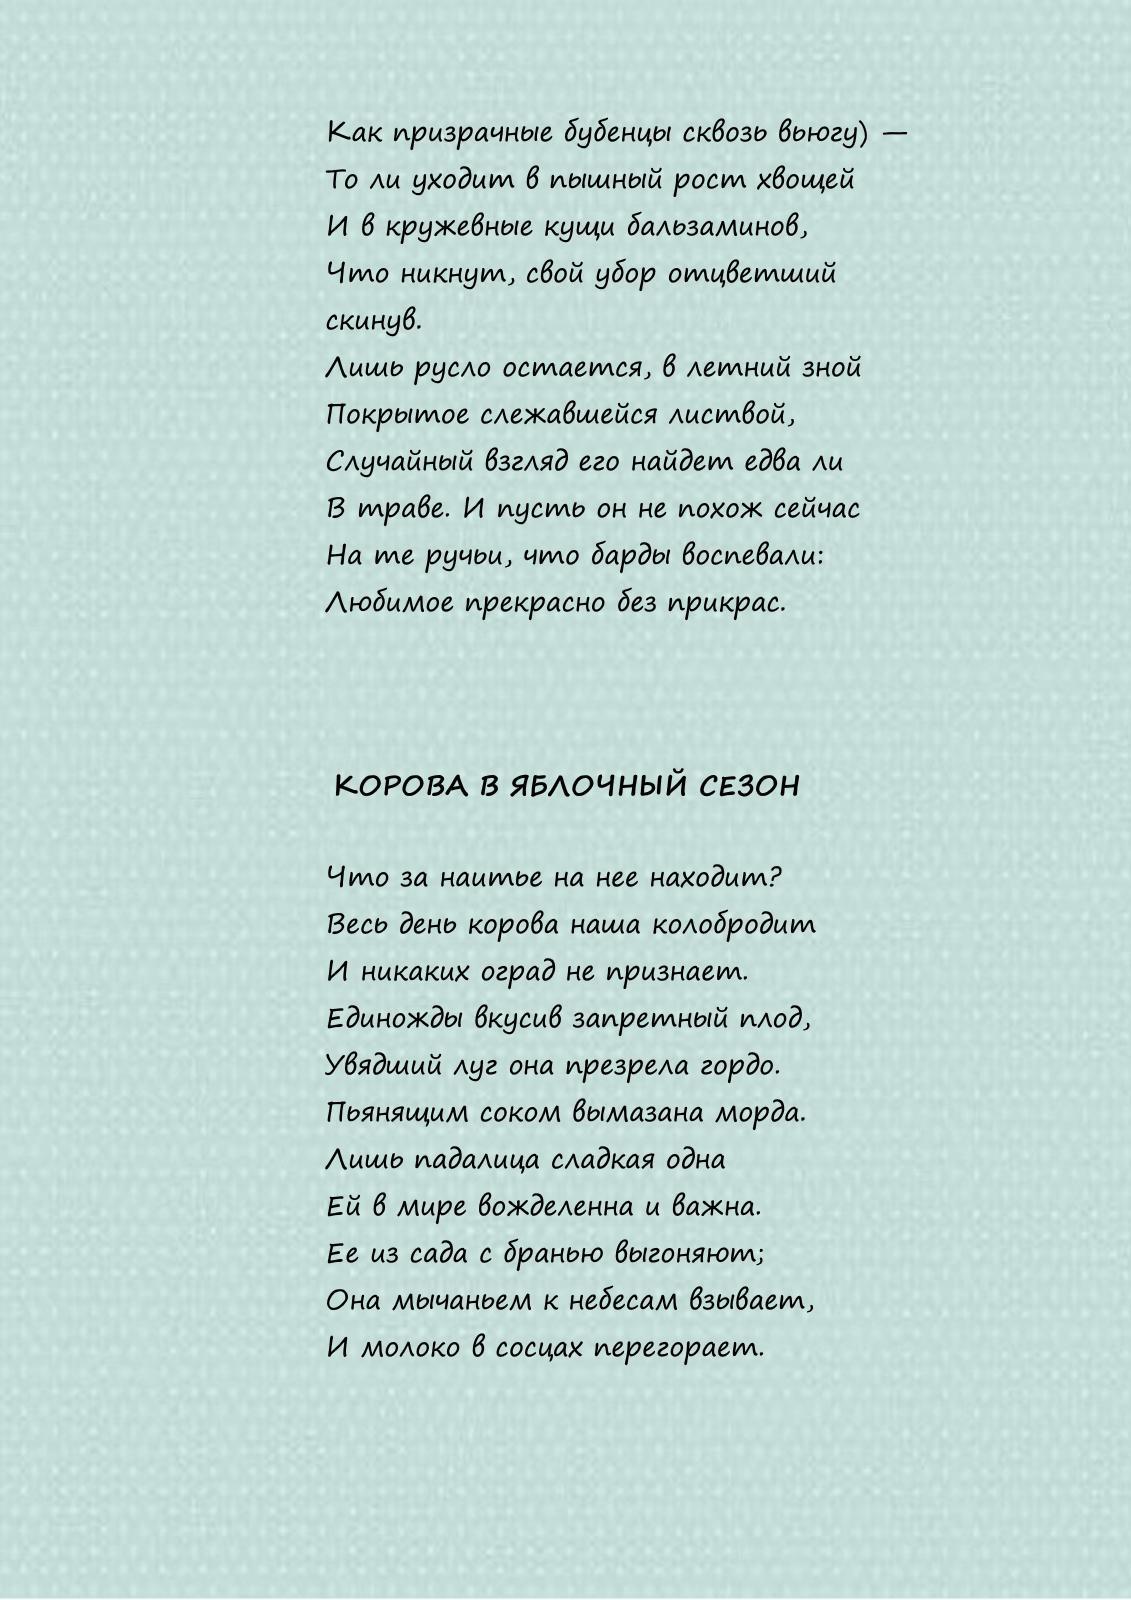 Как призрачные бубенцы сквозь вьюгу) —
То ли уходит в пышный рост хвощей
И в кружевные кущи бальзаминов,
Что никнут, свой убор отцветший
скинув.
Лишь русло остается, в летний зной
Покрытое слежавшейся листвой,
Случайный взгляд его найдет едва ли
В траве. И пусть он не похож сейчас
На те ручьи, что барды воспевали:
Любимое прекрасно без прикрас.
КОРОВА В ЯБЛОЧНЫЙ СЕЗОН
Что за наитье на нее находит?
Весь день корова наша колобродит
И никаких оград не признает.
Единожды вкусив запретный плод,
Увядший луг она презрела гордо.
Пьянящим соком вымазана морда.
Лишь падалица сладкая одна
Ей в мире вожделенна и важна.
Ее из сада с бранью выгоняют;
Она мычаньем к небесам взывает,
И молоко в сосцах перегорает.